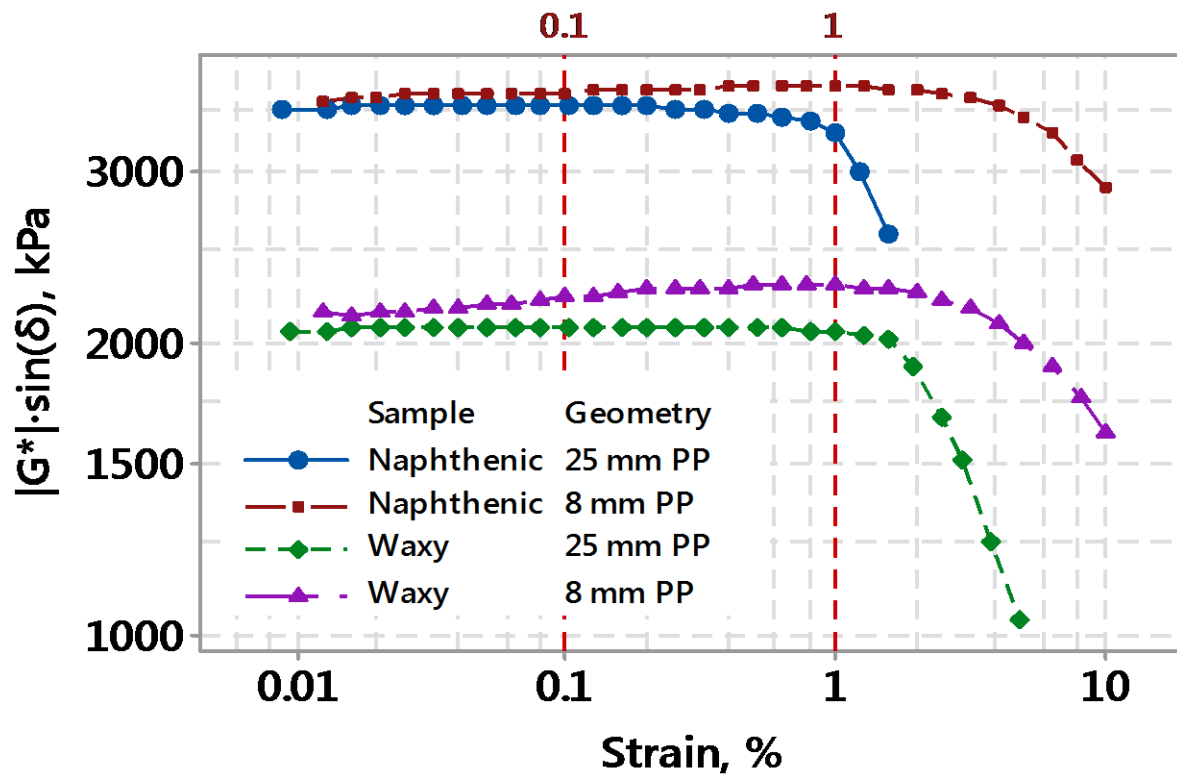 0.1 1
3000
2000
1500
1000
|G*|·sin(δ), kPa
Sample Geometry
Naphthenic 25 mm PP
Naphthenic 8 mm PP
Waxy 25 mm PP
Waxy 8 mm PP
0.01 0.1 1 10
Strain, %